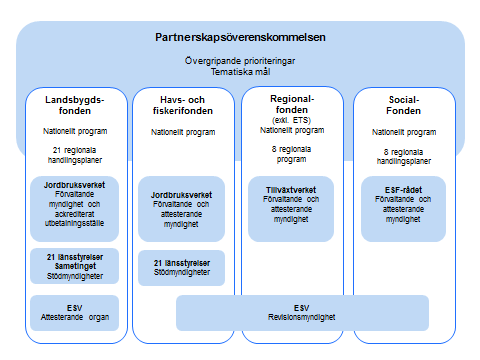 Partnerskapsöverenskommelsen
Övergripande prioriteringar
Tematiska mål
Landsbygds-
fonden
Nationellt program
21 regionala
handlingsplaner
Jordbruksverket
Förvaltande
myndighet och
ackrediterat
utbetalningsställe
21 länsstyrelser
Sametinget
Stödmyndigheter
ESV
Attesterande organ
Havs- och
fiskerifonden
Nationellt program
Jordbruksverket
Förvaltande och
attesterande
myndighet
21 länsstyrelser
Stödmyndigheter
Regional-
fonden
(exkl. ETS)
Nationellt program
8 regionala
program
Tillväxtverket
Förvaltande och
attesterande
myndighet
Social-
Fonden
Nationellt program
8 regionala
handlingsplaner
ESF-rådet
Förvaltande och
attesterande
myndighet
ESV
Revisionsmyndighet